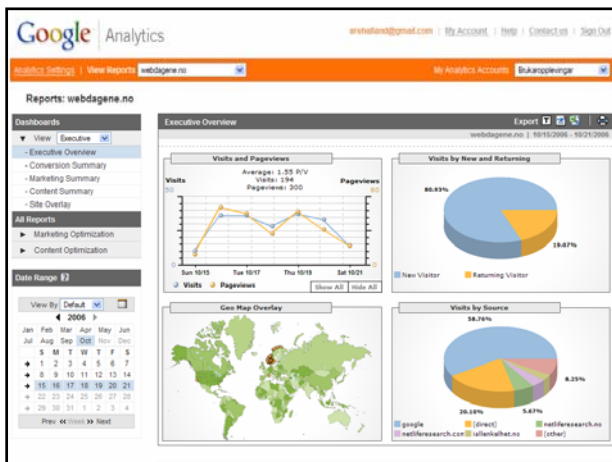 Google Analytics
arehalland@gmail.com | My Account | Help | Contact us | Sign Out
Analytics Settings | View Reports: webdagene.no
My Analytics Accounts: Brukaropplevingar
Reports: webdagene.no
Dashboards
View Executive
- Executive Overview
- Conversion Summary
- Marketing Summary
- Content Summary
- Site Overlay
All Reports
Marketing Optimization
Content Optimization
Date Range
View By Default
2006
Jan Feb Mar Apr May Jun
Jul Aug Sep Oct Nov Dec
S M T W T F S
1 2 3 4 5 6 7
8 9 10 11 12 13 14
15 16 17 18 19 20 21
22 23 24 25 26 27 28
29 30 31 1 2 3 4
Prev << Week >> Next
Executive Overview
Export
webdagene.no | 10/15/2006 - 10/21/2006
Visits and Pageviews
Average: 1.55 P/V
Visits: 194
Pageviews: 300
Visits
Pageviews
50
80
0
0
Sun 10/15 Tue 10/17 Thu 10/19 Sat 10/21
Visits Pageviews
Show All Hide All
Visits by New and Returning
80.93%
19.07%
New Visitor Returning Visitor
Geo Map Overlay
Visits by Source
58.76%
8.25%
5.67%
20.10%
google (direct) netliferesearch.no
netliferesearch.com iallenkelhet.no (other)